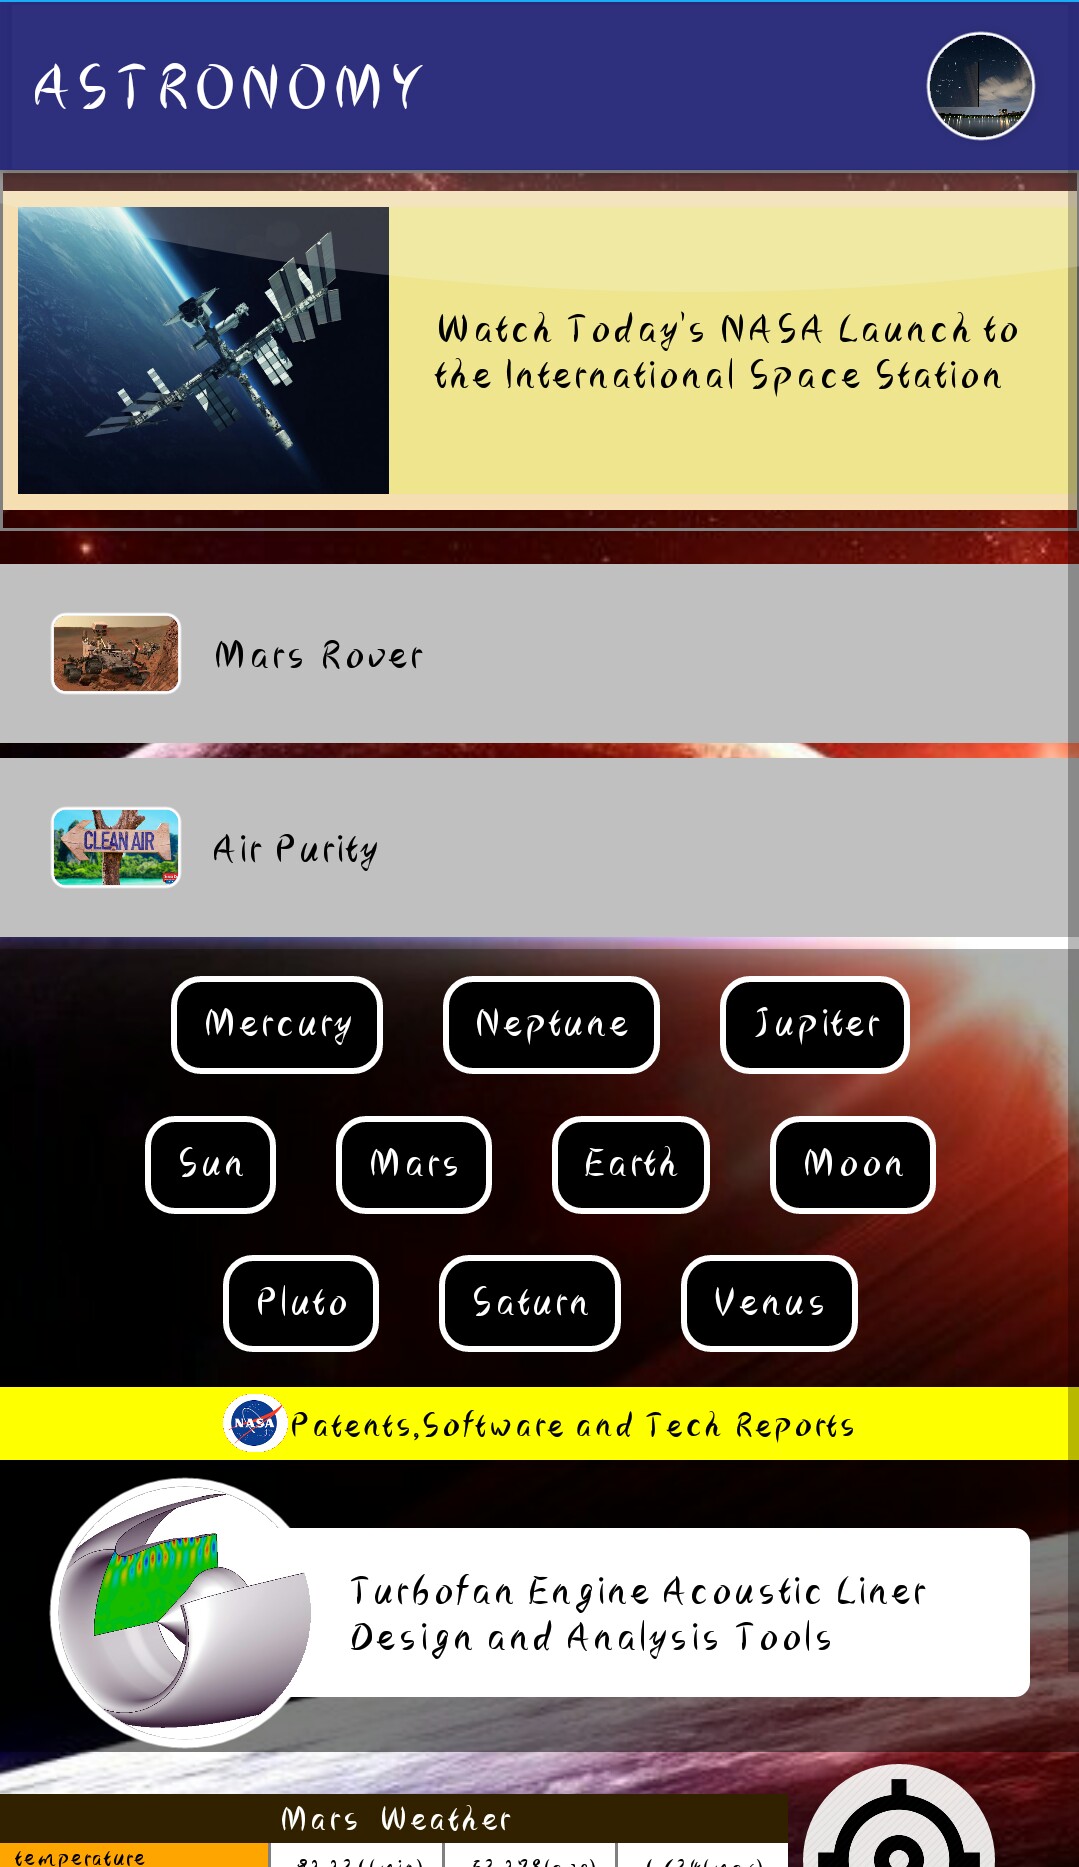 ASTRONOMY
Watch Today's NASA Launch to
the International Space Station
Mars Rover
CLEAN AIR
Air Purity
Mercury Neptune Jupiter
Sun Mars Earth Moon
Pluto Saturn Venus
NASA Patents,Software and Tech Reports
Turbofan Engine Acoustic Liner
Design and Analysis Tools
Mars Weather
temperature